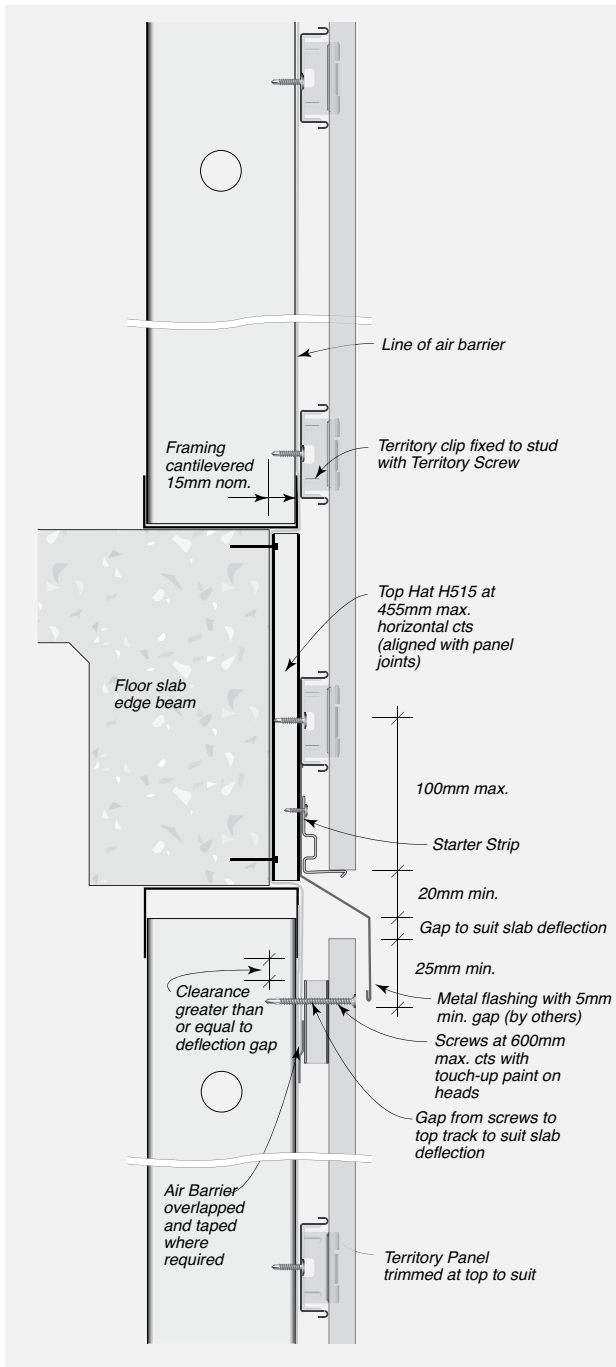 Line of air barrier
Framing
cantilevered
15mm nom.
Territory clip fixed to stud
with Territory Screw
Top Hat H515 at
455mm max.
horizontal cts
(aligned with panel
joints)
Floor slab
edge beam
100mm max.
Starter Strip
20mm min.
Gap to suit slab deflection
25mm min.
Clearance
greater than
or equal to
deflection gap
Metal flashing with 5mm
min. gap (by others)
Screws at 600mm
max. cts with
touch-up paint on
heads
Gap from screws to
top track to suit slab
deflection
Air Barrier
overlapped
and taped
where
required
Territory Panel
trimmed at top to suit